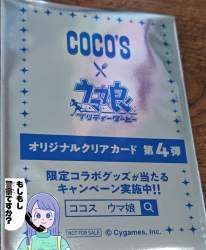 COCO'S
×
ウマ娘
プリティーダービー
オリジナルクリアカード 第4弾
限定コラボグッズが当たる
キャンペーン実施中!!
ココス ウマ娘
NOT FOR SALE © Cygames, Inc.
もしもし
警察ですか?